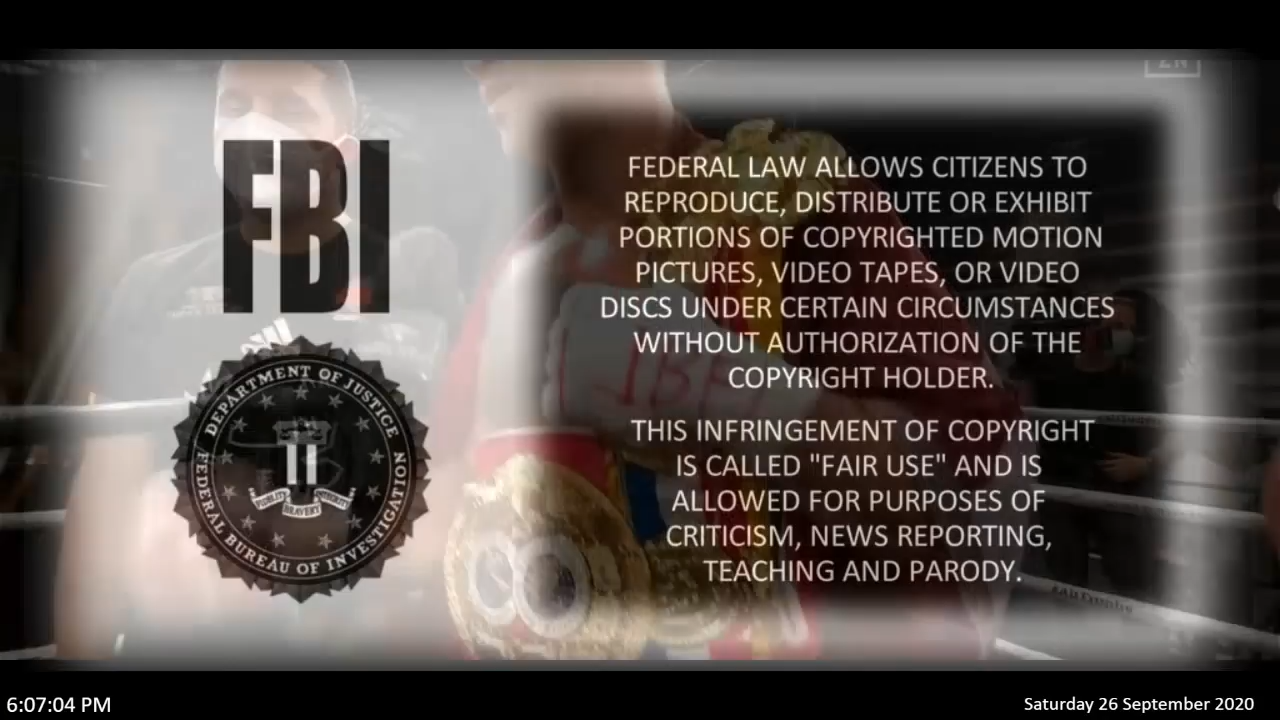 ZN
FBI
DEPARTMENT OF JUSTICE
FEDERAL BUREAU OF INVESTIGATION
FIDELITY BRAVERY INTEGRITY
FEDERAL LAW ALLOWS CITIZENS TO
REPRODUCE, DISTRIBUTE OR EXHIBIT
PORTIONS OF COPYRIGHTED MOTION
PICTURES, VIDEO TAPES, OR VIDEO
DISCS UNDER CERTAIN CIRCUMSTANCES
WITHOUT AUTHORIZATION OF THE
COPYRIGHT HOLDER.
THIS INFRINGEMENT OF COPYRIGHT
IS CALLED "FAIR USE" AND IS
ALLOWED FOR PURPOSES OF
CRITICISM, NEWS REPORTING,
TEACHING AND PARODY.
6:07:04 PM
Saturday 26 September 2020